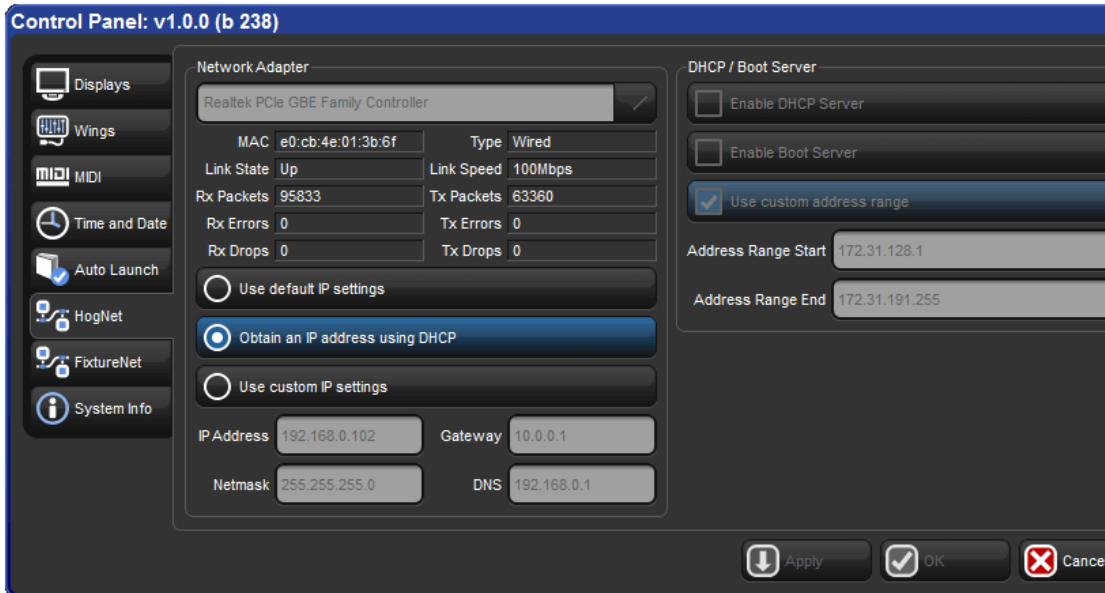 Control Panel: v1.0.0 (b 238)
Displays
Wings
MIDI MIDI
Time and Date
Auto Launch
HogNet
FixtureNet
System Info
Network Adapter
Realtek PCIe GBE Family Controller
MAC e0:cb:4e:01:3b:6f Type Wired
Link State Up Link Speed 100Mbps
Rx Packets 95833 Tx Packets 63360
Rx Errors 0 Tx Errors 0
Rx Drops 0 Tx Drops 0
Use default IP settings
Obtain an IP address using DHCP
Use custom IP settings
IP Address 192.168.0.102 Gateway 10.0.0.1
Netmask 255.255.255.0 DNS 192.168.0.1
DHCP / Boot Server
Enable DHCP Server
Enable Boot Server
Use custom address range
Address Range Start 172.31.128.1
Address Range End 172.31.191.255
Apply
OK
Cance